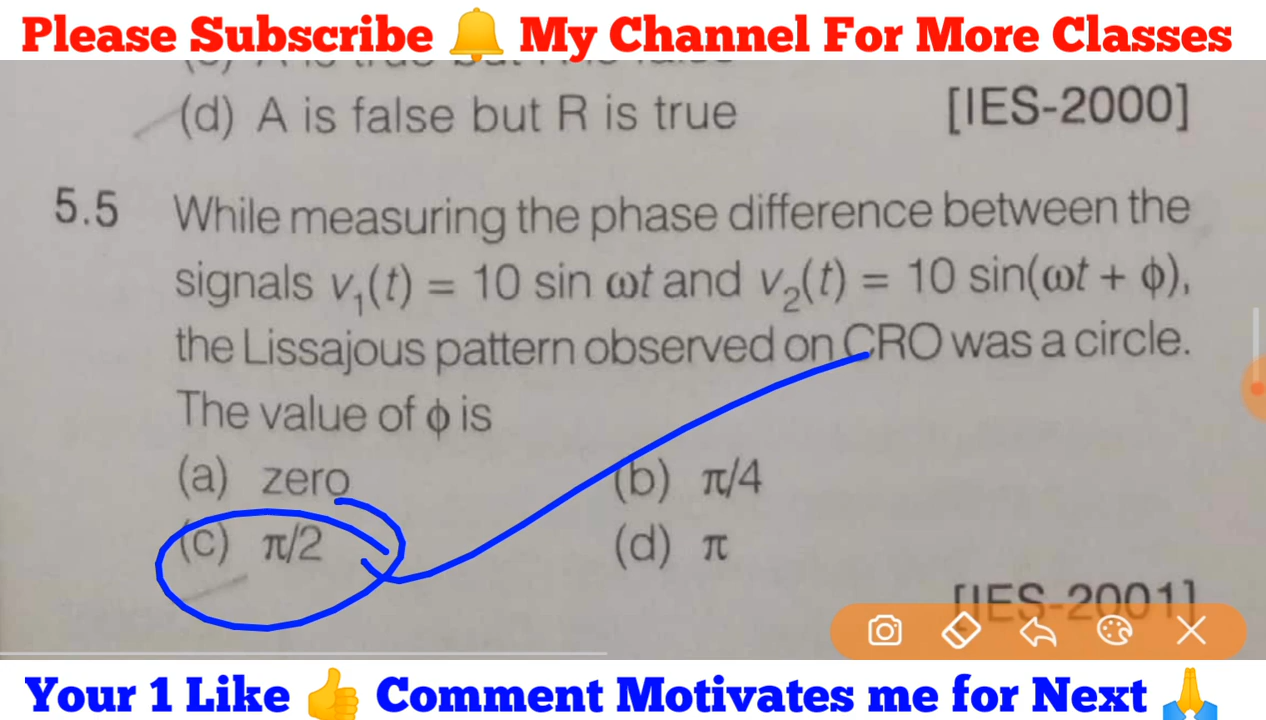 Please Subscribe 🔔 My Channel For More Classes
(d) A is false but R is true [IES-2000]
5.5 While measuring the phase difference between the
signals v₁(t) = 10 sin ωt and v₂(t) = 10 sin(ωt + ϕ),
the Lissajous pattern observed on CRO was a circle.
The value of ϕ is
(a) zero (b) π/4
(c) π/2 (d) π
[IES-2001]
Your 1 Like 👍 Comment Motivates me for Next 🙏